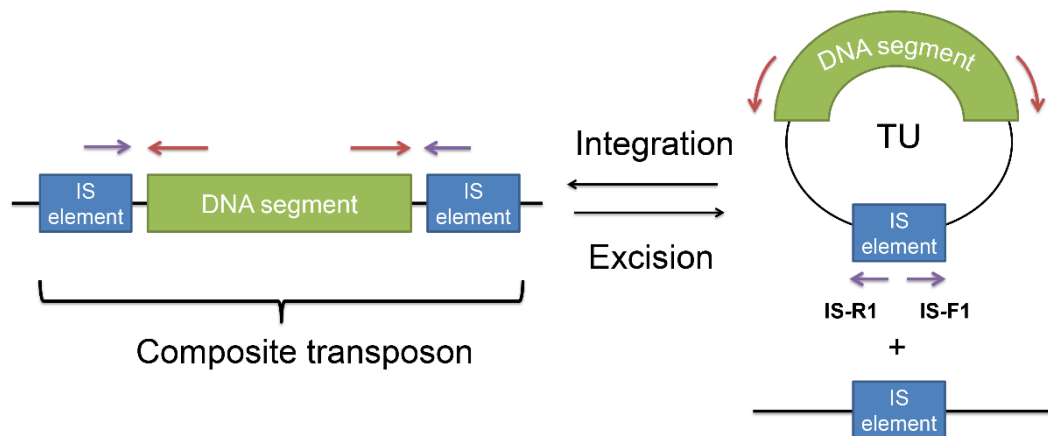 IS
element
DNA segment
IS
element
Composite transposon
Integration
Excision
DNA segment
TU
IS
element
IS-R1 IS-F1
+
IS
element